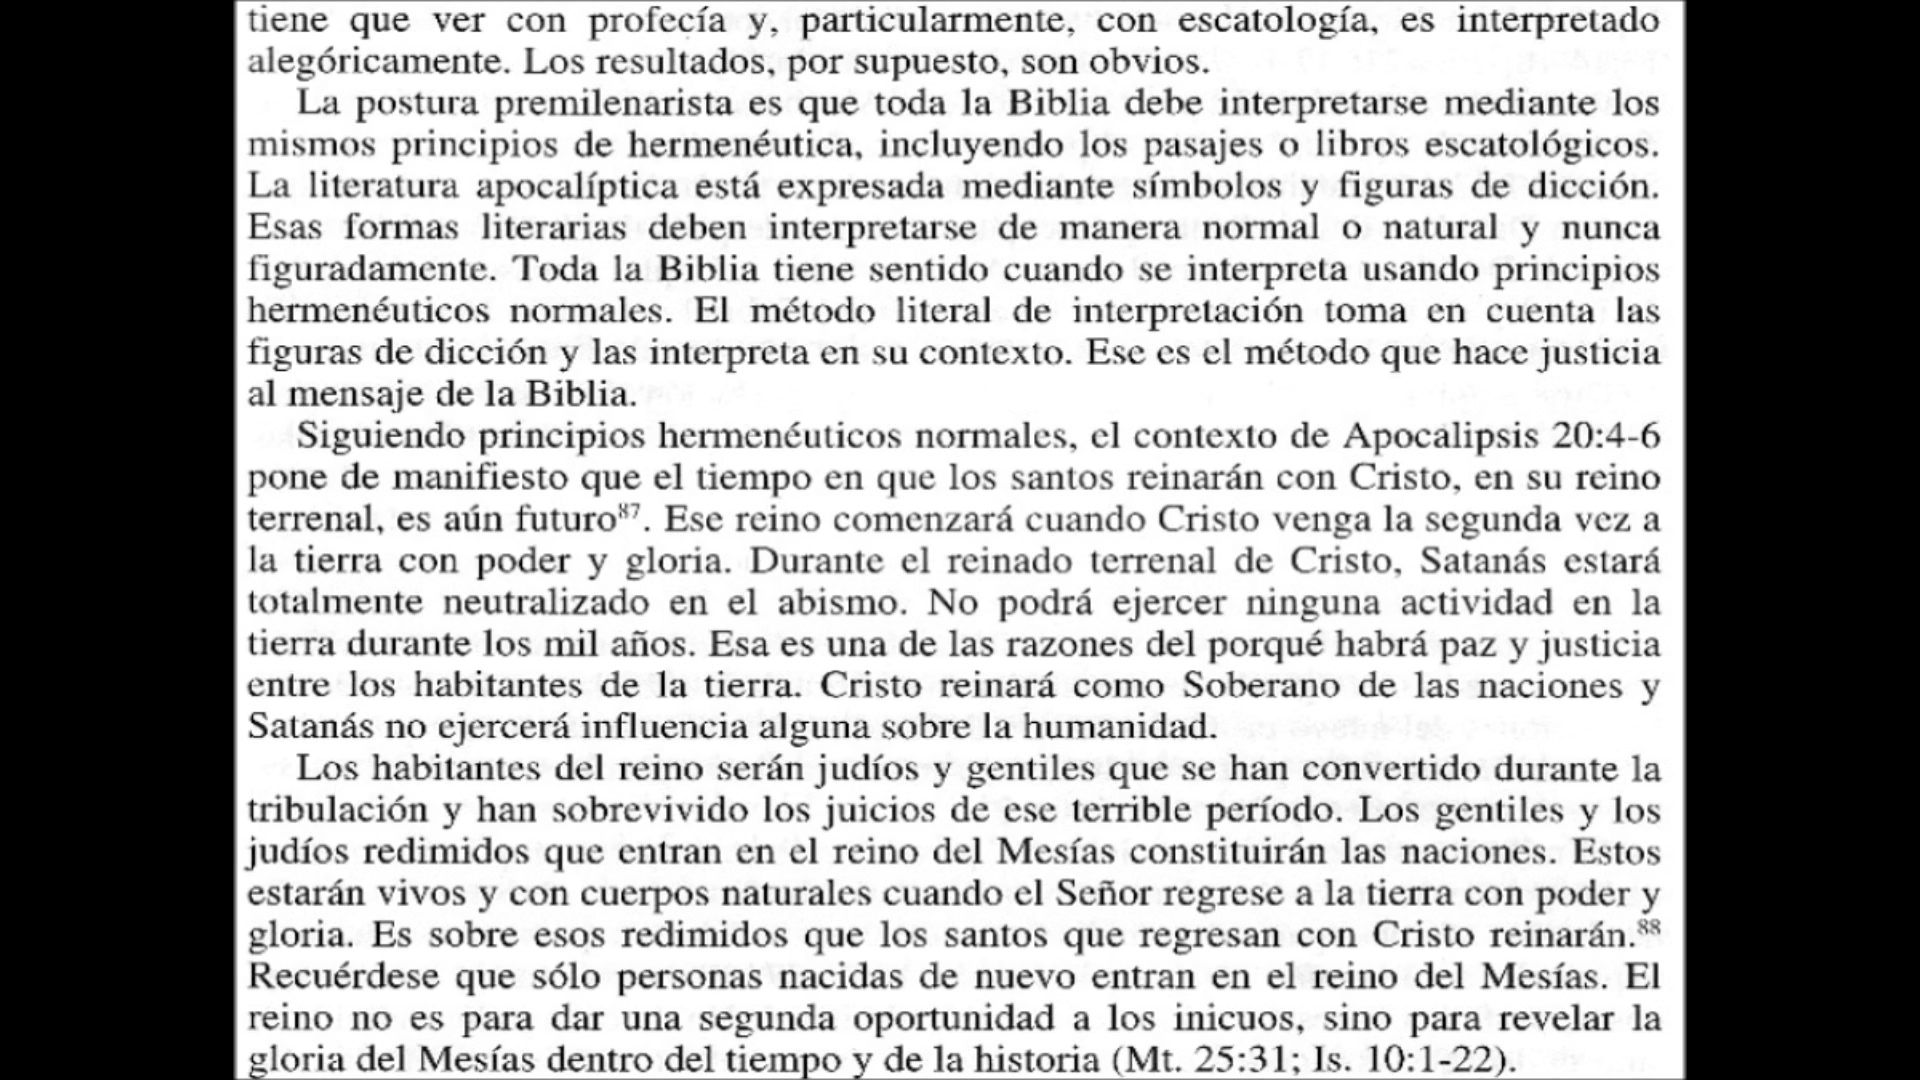 tiene que ver con profecía y, particularmente, con escatología, es interpretado
alegóricamente. Los resultados, por supuesto, son obvios.
La postura premilenarista es que toda la Biblia debe interpretarse mediante los
mismos principios de hermenéutica, incluyendo los pasajes o libros escatológicos.
La literatura apocalíptica está expresada mediante símbolos y figuras de dicción.
Esas formas literarias deben interpretarse de manera normal o natural y nunca
figuradamente. Toda la Biblia tiene sentido cuando se interpreta usando principios
hermenéuticos normales. El método literal de interpretación toma en cuenta las
figuras de dicción y las interpreta en su contexto. Ese es el método que hace justicia
al mensaje de la Biblia.
Siguiendo principios hermenéuticos normales, el contexto de Apocalipsis 20:4-6
pone de manifiesto que el tiempo en que los santos reinarán con Cristo, en su reino
terrenal, es aún futuro⁸⁷. Ese reino comenzará cuando Cristo venga la segunda vez a
la tierra con poder y gloria. Durante el reinado terrenal de Cristo, Satanás estará
totalmente neutralizado en el abismo. No podrá ejercer ninguna actividad en la
tierra durante los mil años. Esa es una de las razones del porqué habrá paz y justicia
entre los habitantes de la tierra. Cristo reinará como Soberano de las naciones y
Satanás no ejercerá influencia alguna sobre la humanidad.
Los habitantes del reino serán judíos y gentiles que se han convertido durante la
tribulación y han sobrevivido los juicios de ese terrible período. Los gentiles y los
judíos redimidos que entran en el reino del Mesías constituirán las naciones. Estos
estarán vivos y con cuerpos naturales cuando el Señor regrese a la tierra con poder y
gloria. Es sobre esos redimidos que los santos que regresan con Cristo reinarán.⁸⁸
Recuérdese que sólo personas nacidas de nuevo entran en el reino del Mesías. El
reino no es para dar una segunda oportunidad a los inicuos, sino para revelar la
gloria del Mesías dentro del tiempo y de la historia (Mt. 25:31; Is. 10:1-22).